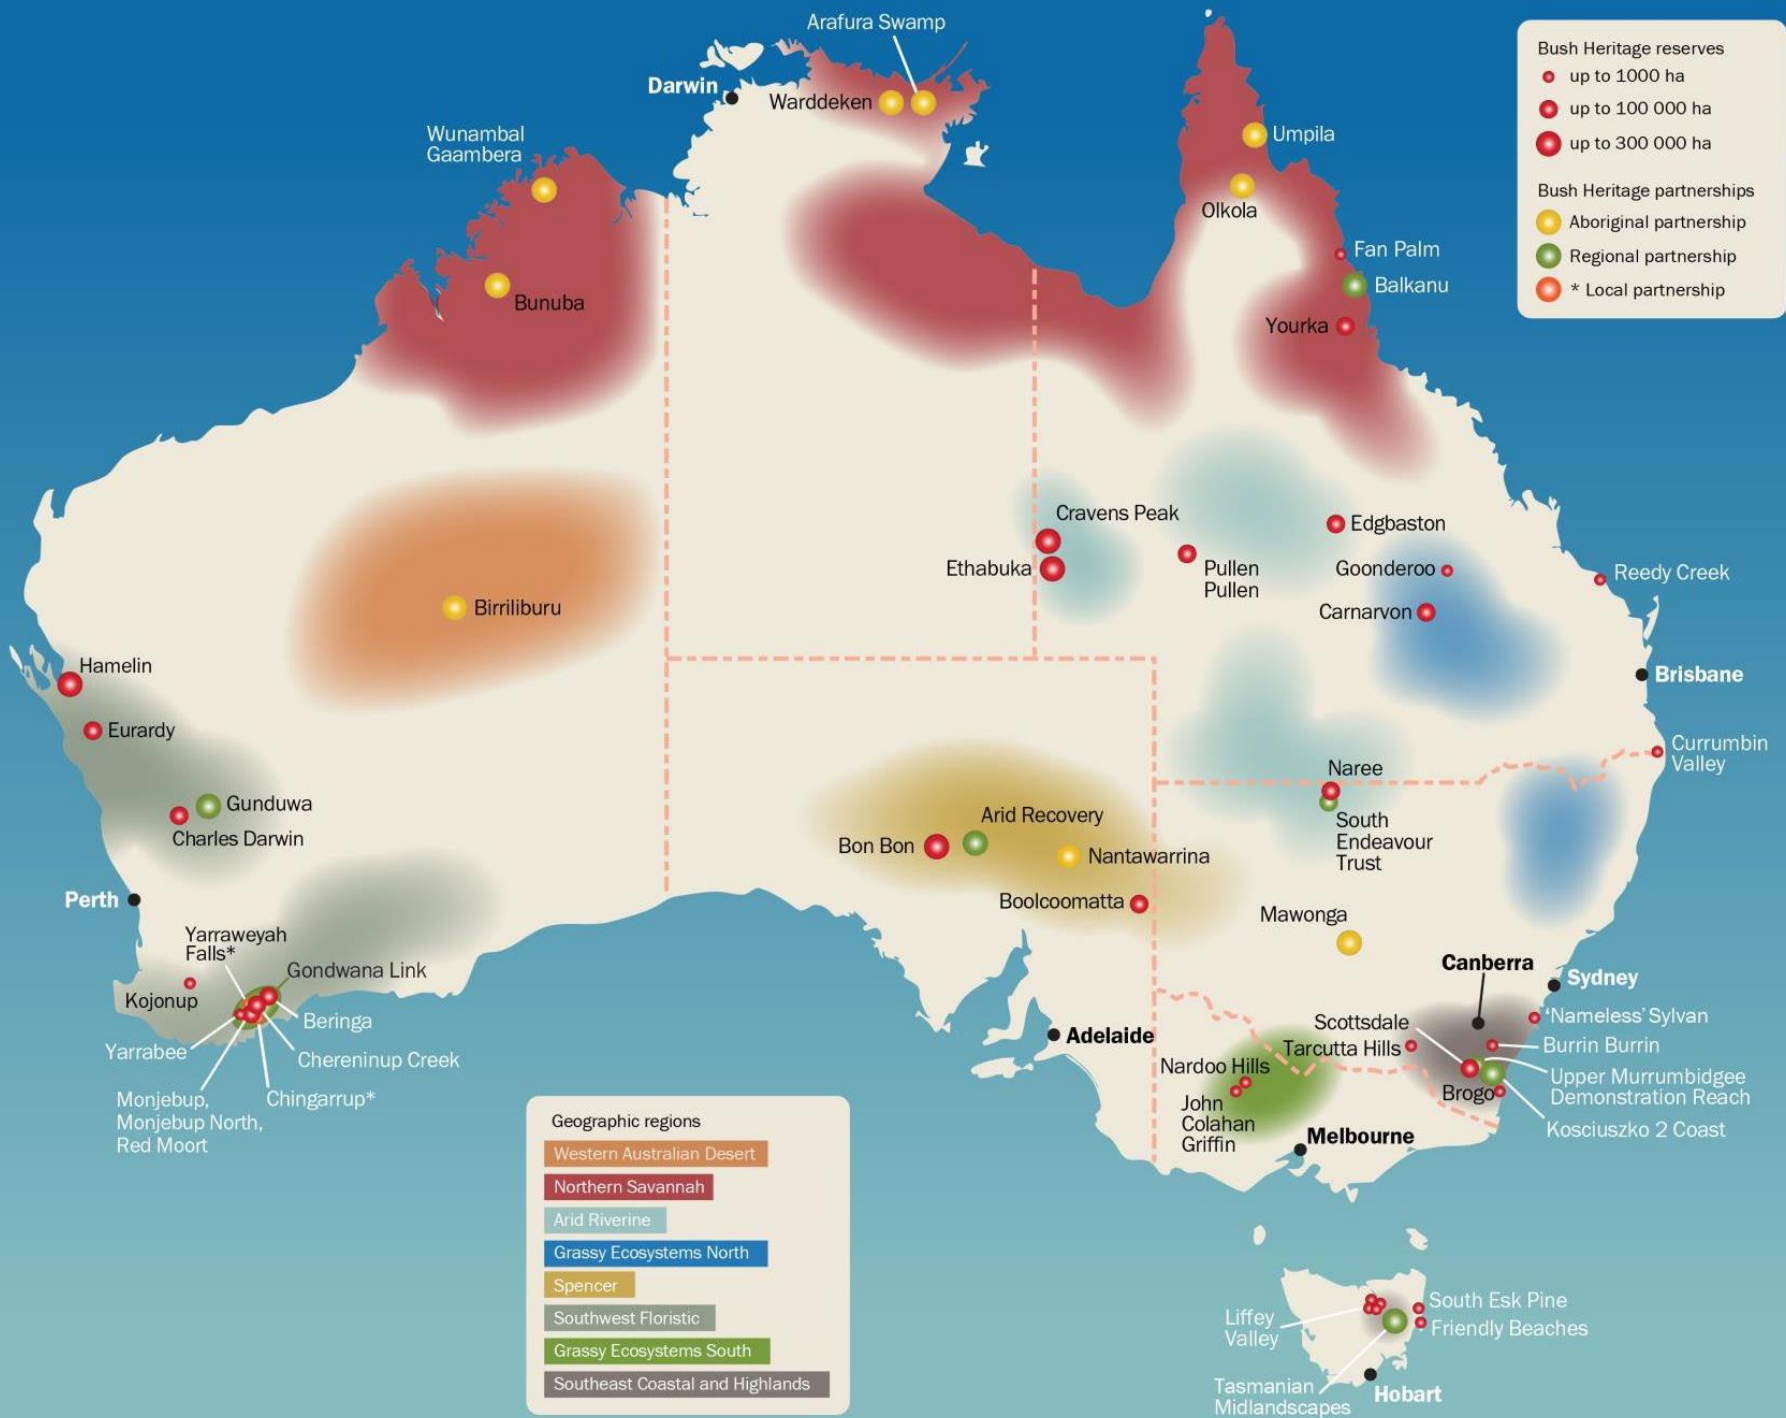 Arafura Swamp
Darwin
Warddeken
Wunambal
Gaambera
Umpila
Olkola
Fan Palm
Balkanu
Bunuba
Yourka
Bush Heritage reserves
up to 1000 ha
up to 100 000 ha
up to 300 000 ha
Bush Heritage partnerships
Aboriginal partnership
Regional partnership
* Local partnership
Cravens Peak
Edgbaston
Ethabuka
Pullen
Pullen
Goonderoo
Reedy Creek
Carnarvon
Birriliburu
Hamelin
Brisbane
Eurardy
Currumbin
Valley
Naree
Gunduwa
Charles Darwin
Arid Recovery
South
Endeavour
Trust
Bon Bon
Nantawarrina
Boolcoomatta
Perth
Mawonga
Yarraweyah
Falls*
Gondwana Link
Canberra
Sydney
Kojonup
Beringa
'Nameless' Sylvan
Scottsdale
Adelaide
Tarcutta Hills
Burrin Burrin
Yarrabee
Chereninup Creek
Nardoo Hills
Upper Murrumbidgee
Demonstration Reach
Brogo
Monjebup,
Monjebup North,
Red Moort
Chingarrup*
John
Colahan
Griffin
Kosciuszko 2 Coast
Melbourne
Geographic regions
Western Australian Desert
Northern Savannah
Arid Riverine
Grassy Ecosystems North
Spencer
Southwest Floristic
Grassy Ecosystems South
Southeast Coastal and Highlands
South Esk Pine
Liffey
Valley
Friendly Beaches
Tasmanian
Midlandscapes
Hobart